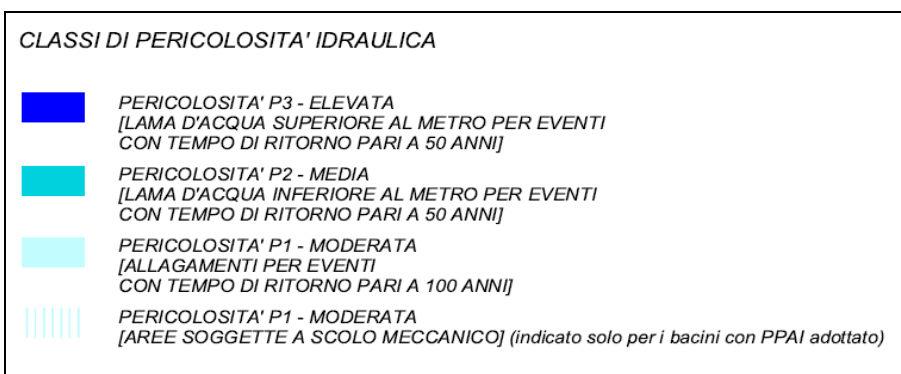 CLASSI DI PERICOLOSITA' IDRAULICA
PERICOLOSITA' P3 - ELEVATA
[LAMA D'ACQUA SUPERIORE AL METRO PER EVENTI
CON TEMPO DI RITORNO PARI A 50 ANNI]
PERICOLOSITA' P2 - MEDIA
[LAMA D'ACQUA INFERIORE AL METRO PER EVENTI
CON TEMPO DI RITORNO PARI A 50 ANNI]
PERICOLOSITA' P1 - MODERATA
[ALLAGAMENTI PER EVENTI
CON TEMPO DI RITORNO PARI A 100 ANNI]
PERICOLOSITA' P1 - MODERATA
[AREE SOGGETTE A SCOLO MECCANICO] (indicato solo per i bacini con PPAI adottato)